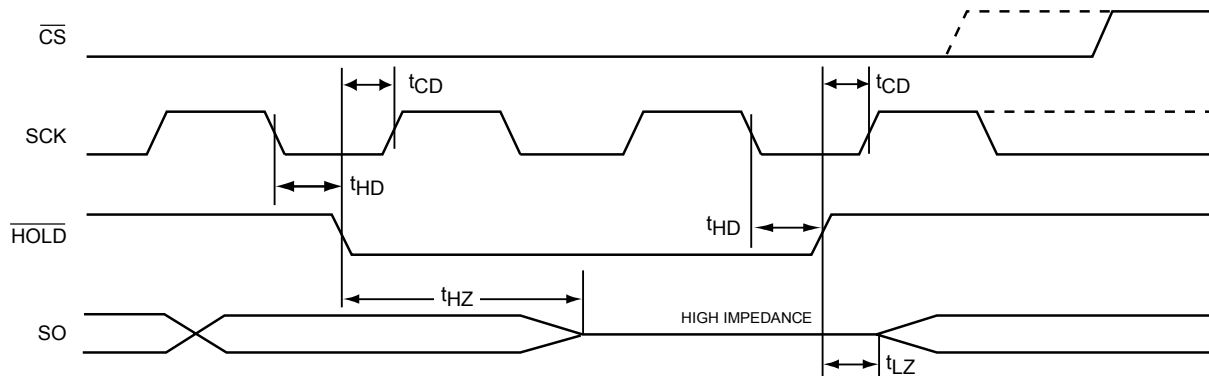 CS
tCD
tCD
SCK
tHD
HOLD
tHD
tHZ
HIGH IMPEDANCE
SO
tLZ